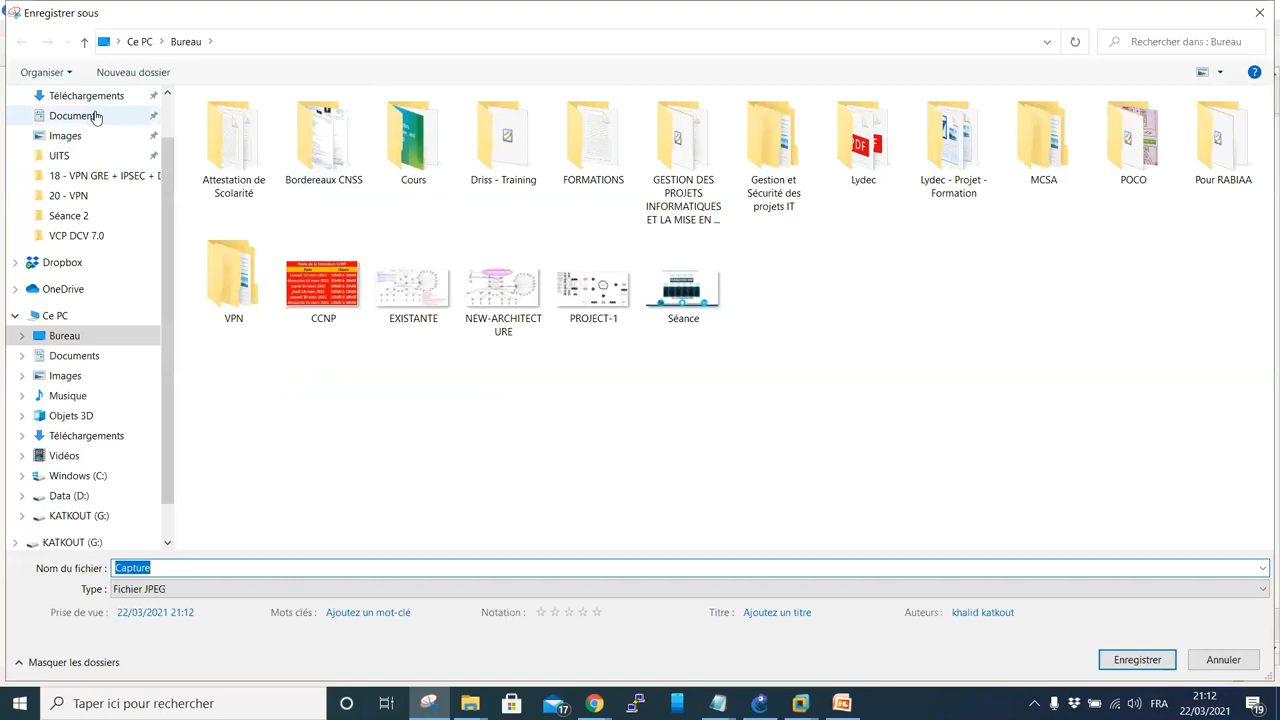 Enregistrer sous
Ce PC
Bureau
Rechercher dans : Bureau
Organiser
Nouveau dossier
Téléchargements
Documents
Images
UITS
18 - VPN GRE + IPSEC + D
20 - VPN
Séance 2
VCP DCV 7.0
Dropbox
OneDrive
Ce PC
Bureau
Documents
Images
Musique
Objets 3D
Téléchargements
Vidéos
Windows (C:)
Data (D:)
KATKOUT (G:)
KATKOUT (G:)
Attestation de
Scolarité
Bordereaux CNSS
Cours
Driss - Training
FORMATIONS
GESTION DES
PROJETS
INFORMATIQUES
ET LA MISE EN ...
Gestion et
Sécurité des
projets IT
PDF
Lydec
Lydec - Projet -
Formation
MCSA
POCO
Pour RABIAA
VPN
CCNP
EXISTANTE
NEW-ARCHITECT
URE
PROJECT-1
Séance
Nom du fichier :
Capture
Type :
Fichier JPEG
Prise de vue :
22/03/2021 21:12
Mots clés :
Ajoutez un mot-clé
Notation :
Titre :
Ajoutez un titre
Auteurs :
khalid katkout
Masquer les dossiers
Enregistrer
Annuler
Taper ici pour rechercher
17
FRA
21:12
22/03/2021
19